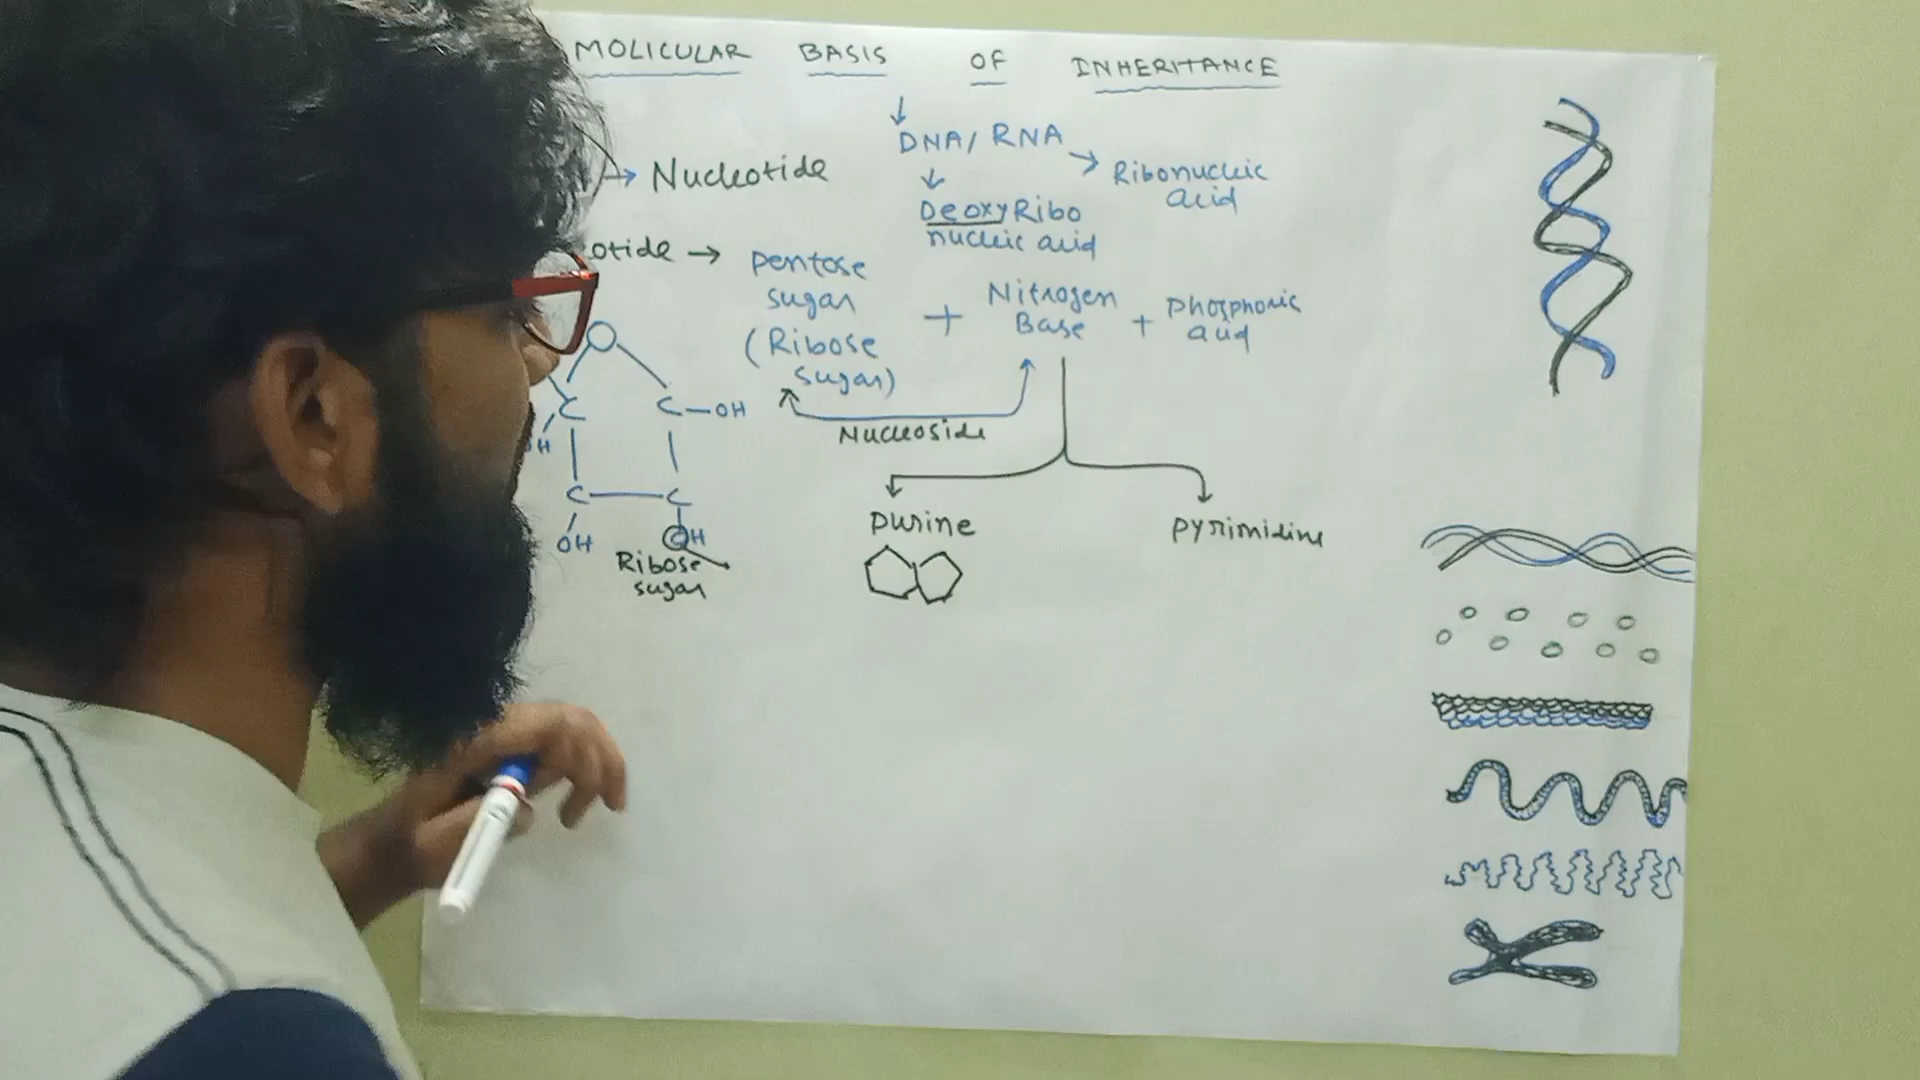 MOLICULAR BASIS OF INHERITANCE
DNA/ RNA
Nucleotide
Ribonucleic
acid
DeoxyRibo
nucleic acid
otide → pentose
sugar
(Ribose
sugar)
+ Nitrogen
Base
+ Phosphoric
acid
Nucleoside
C
C—OH
H
C
C
OH
OH
Ribose
sugar
Purine
Pyrimidine